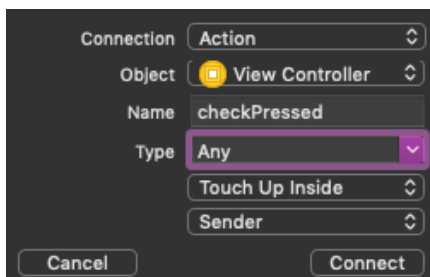 Connection Action
Object View Controller
Name checkPressed
Type Any
Touch Up Inside
Sender
Cancel Connect